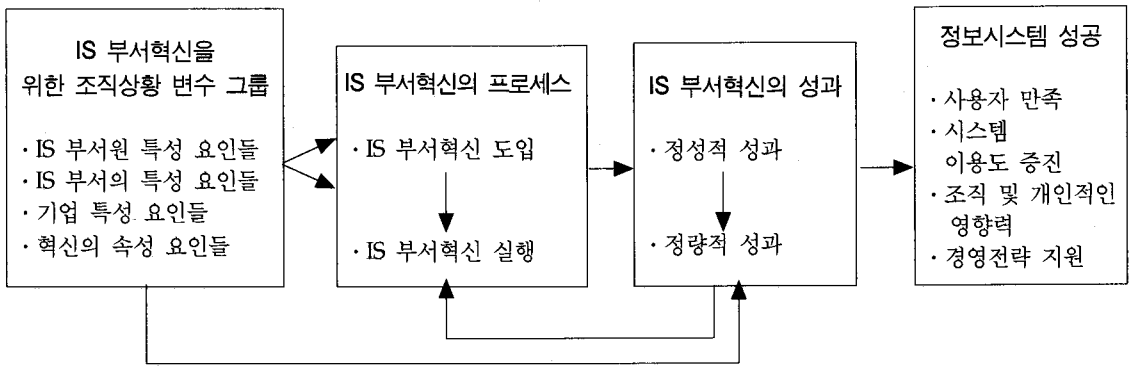 IS 부서혁신을
위한 조직상황 변수 그룹
· IS 부서원 특성 요인들
· IS 부서의 특성 요인들
· 기업 특성 요인들
· 혁신의 속성 요인들
IS 부서혁신의 프로세스
· IS 부서혁신 도입
· IS 부서혁신 실행
IS 부서혁신의 성과
· 정성적 성과
· 정량적 성과
정보시스템 성공
· 사용자 만족
· 시스템
이용도 증진
· 조직 및 개인적인
영향력
· 경영전략 지원